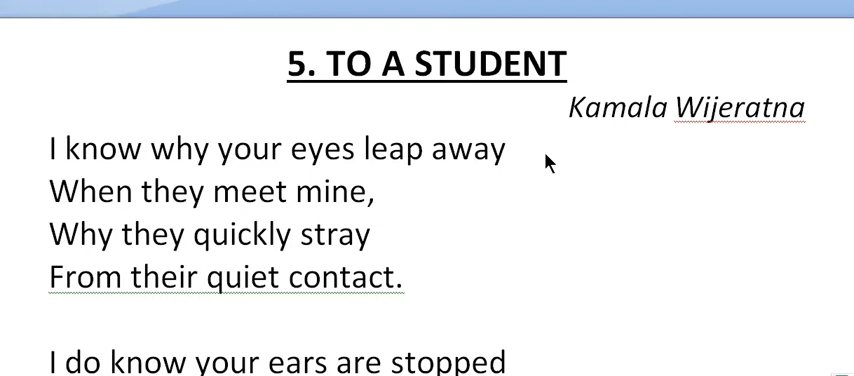 5. TO A STUDENT
Kamala Wijeratna
I know why your eyes leap away
When they meet mine,
Why they quickly stray
From their quiet contact.
I do know your ears are stopped